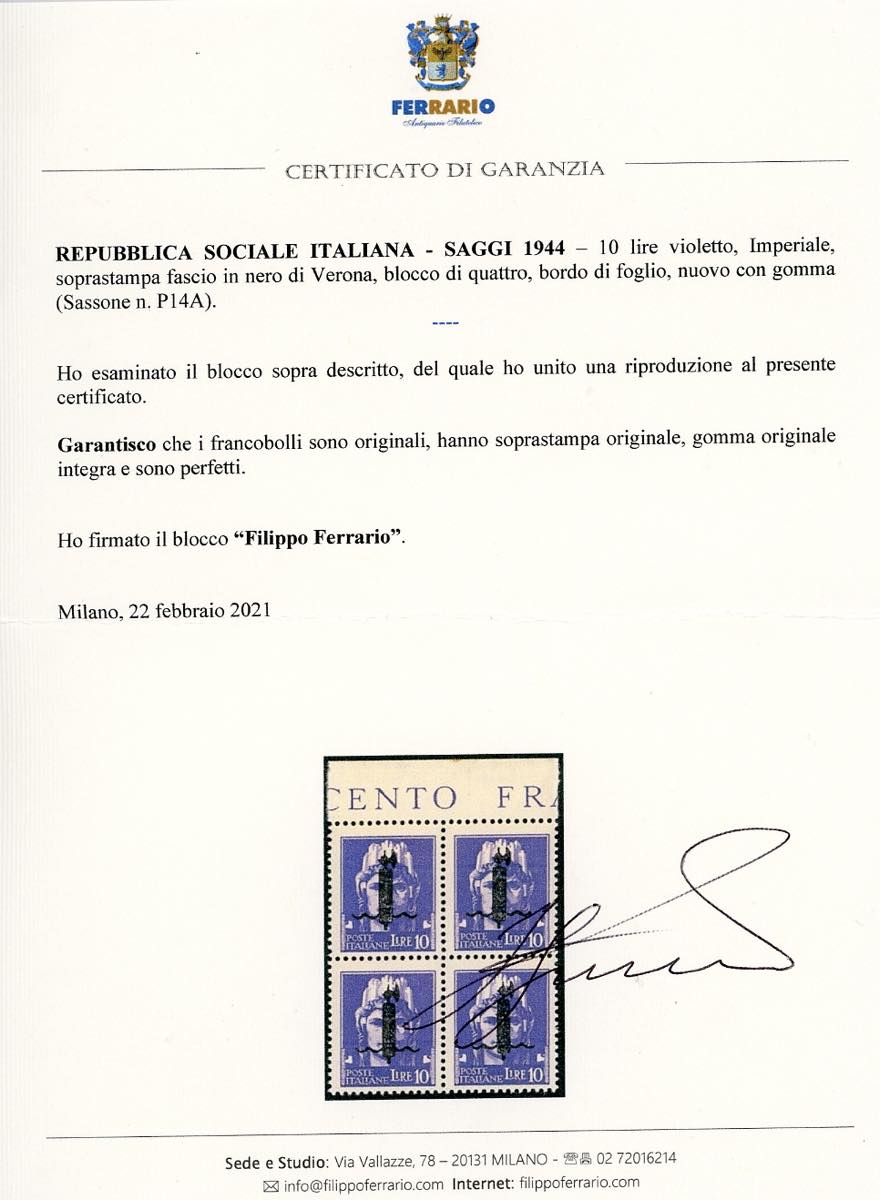 FERRARIO
Antiquario Filatelico
CERTIFICATO DI GARANZIA
REPUBBLICA SOCIALE ITALIANA - SAGGI 1944 – 10 lire violetto, Imperiale,
soprastampa fascio in nero di Verona, blocco di quattro, bordo di foglio, nuovo con gomma
(Sassone n. P14A).
----
Ho esaminato il blocco sopra descritto, del quale ho unito una riproduzione al presente
certificato.
Garantisco che i francobolli sono originali, hanno soprastampa originale, gomma originale
integra e sono perfetti.
Ho firmato il blocco “Filippo Ferrario”.
Milano, 22 febbraio 2021
CENTO FRA
POSTE
ITALIANE LIRE 10
POSTE
ITALIANE LIRE 10
POSTE
ITALIANE LIRE 10
POSTE
ITALIANE LIRE 10
Sede e Studio: Via Vallazze, 78 – 20131 MILANO - ☏ 02 72016214
✉ info@filippoferrario.com Internet: filippoferrario.com